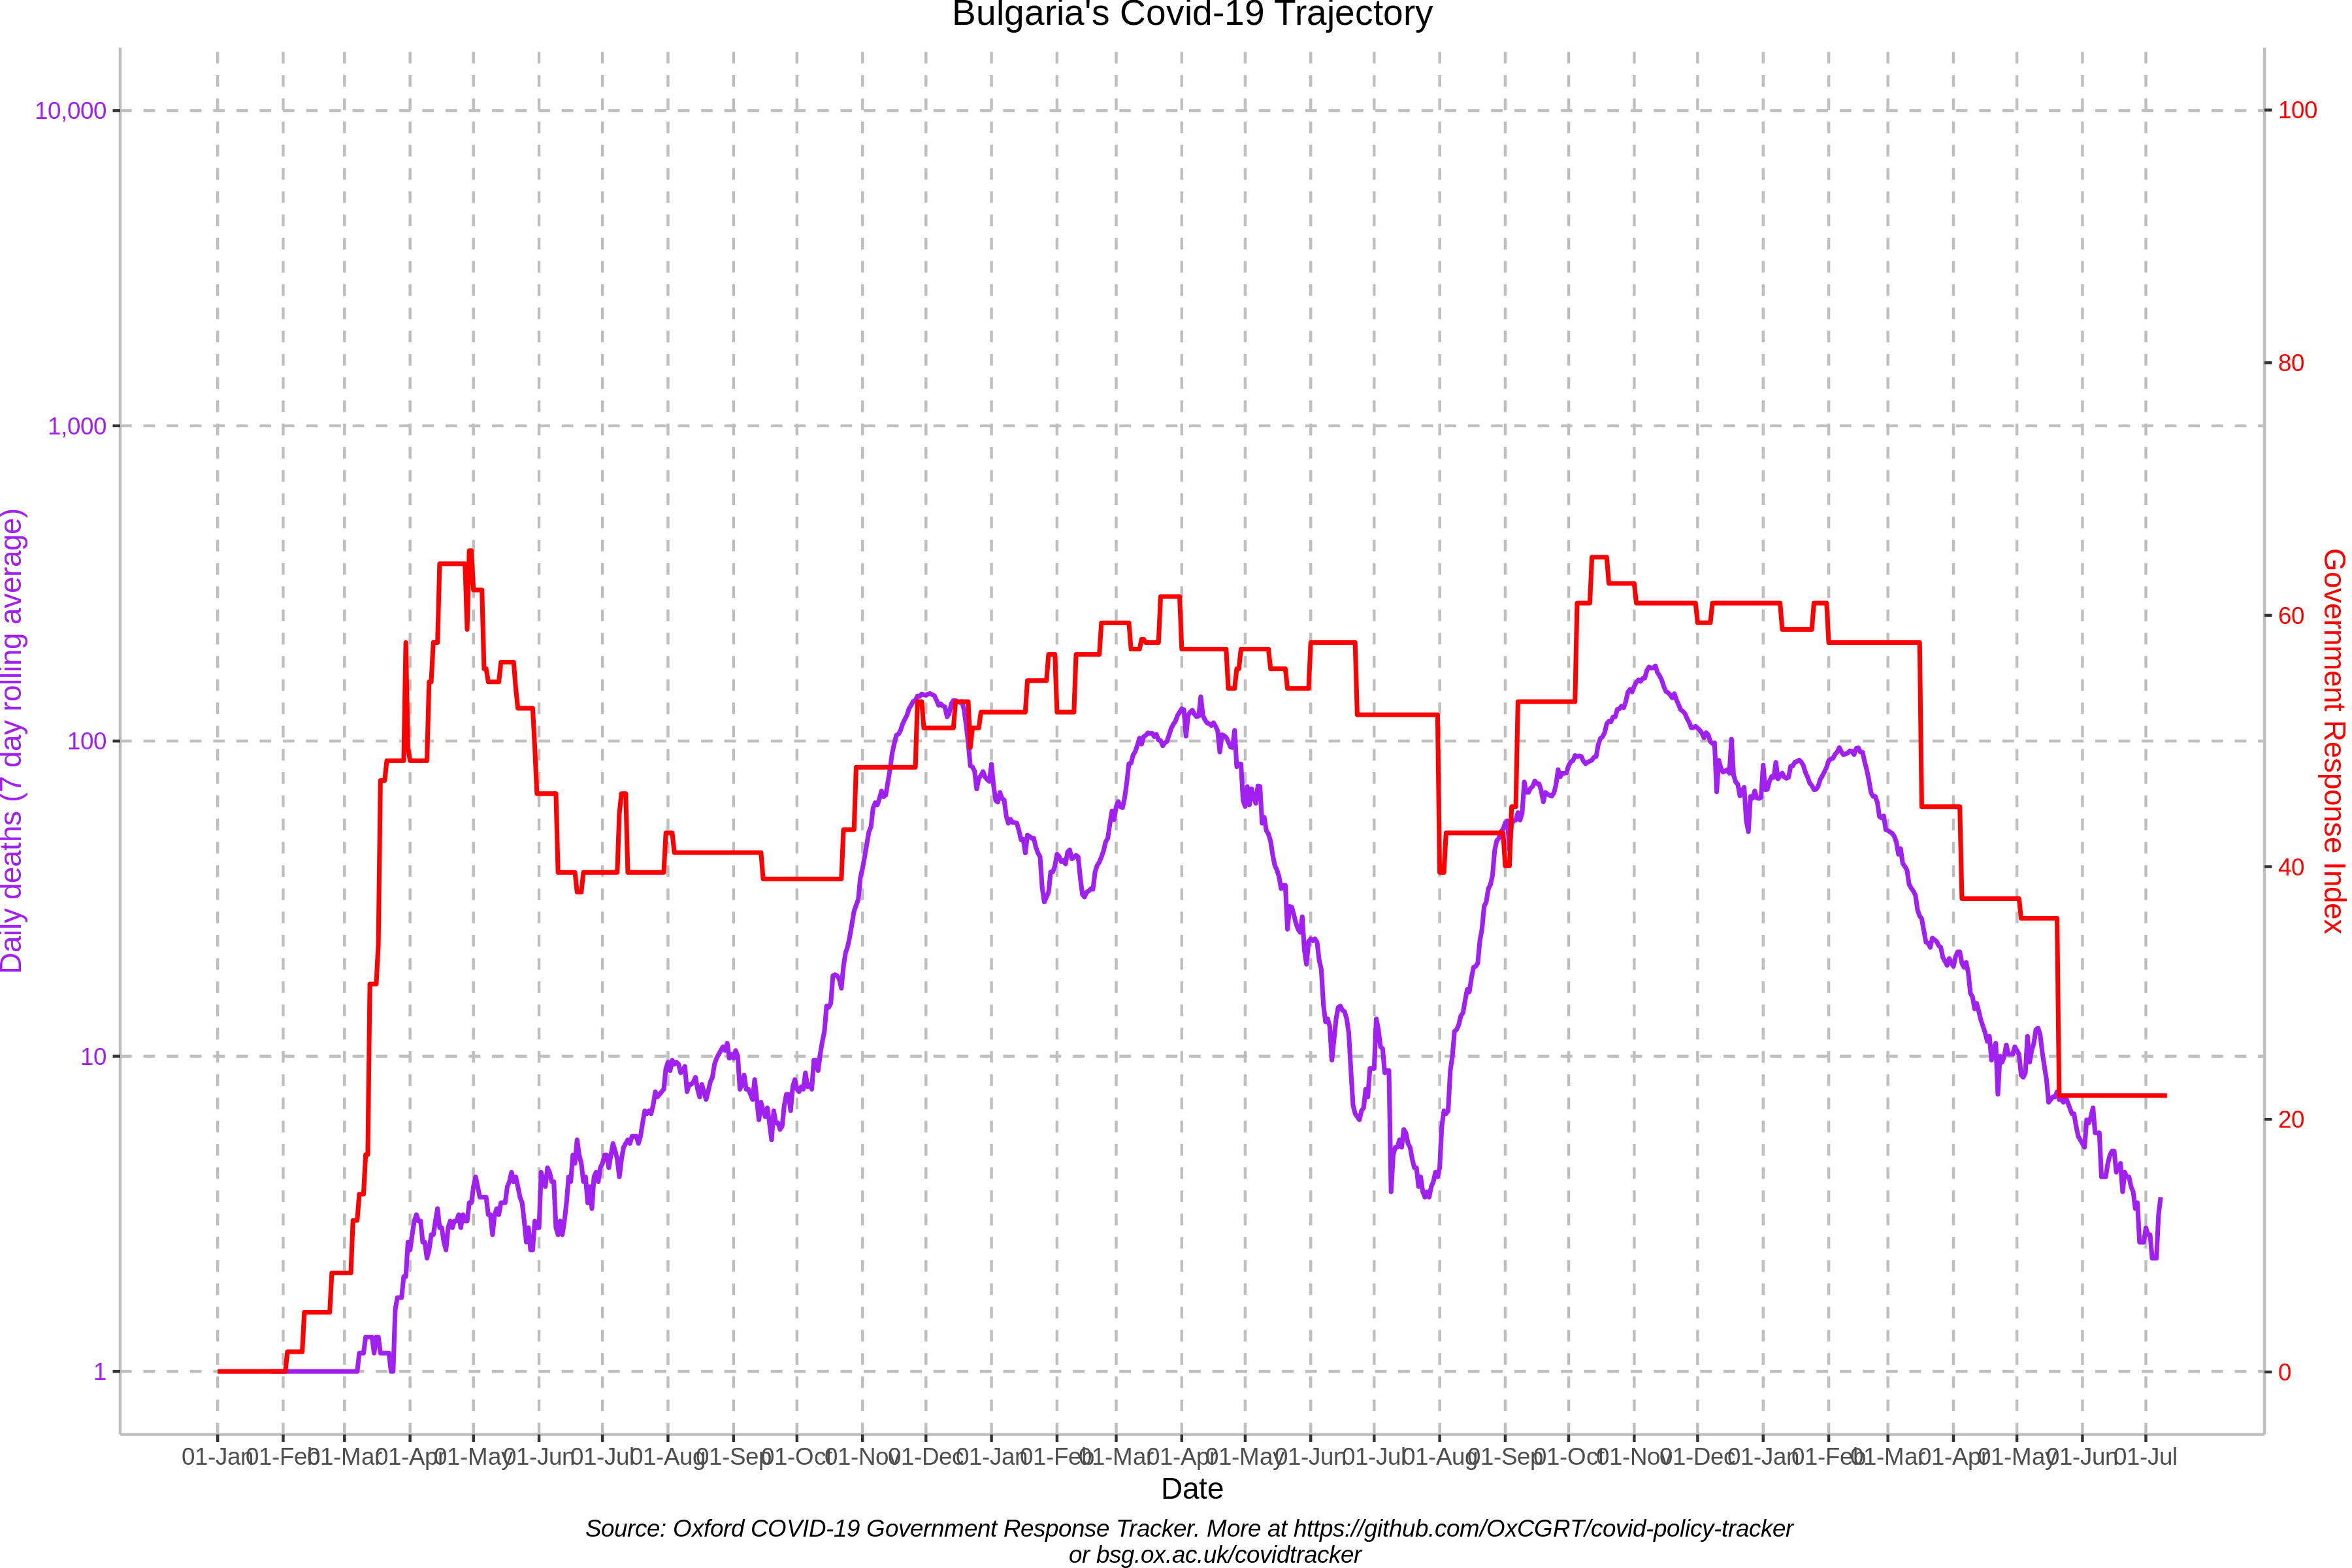 Bulgaria's Covid-19 Trajectory
Daily deaths (7 day rolling average)
10,000
1,000
100
10
1
100
80
60
40
20
0
Government Response Index
01-Jan 01-Feb 01-Mar 01-Apr 01-May 01-Jun 01-Jul 01-Aug 01-Sep 01-Oct 01-Nov 01-Dec 01-Jan 01-Feb 01-Mar 01-Apr 01-May 01-Jun 01-Jul 01-Aug 01-Sep 01-Oct 01-Nov 01-Dec 01-Jan 01-Feb 01-Mar 01-Apr 01-May 01-Jun 01-Jul
Date
Source: Oxford COVID-19 Government Response Tracker. More at https://github.com/OxCGRT/covid-policy-tracker
or bsg.ox.ac.uk/covidtracker